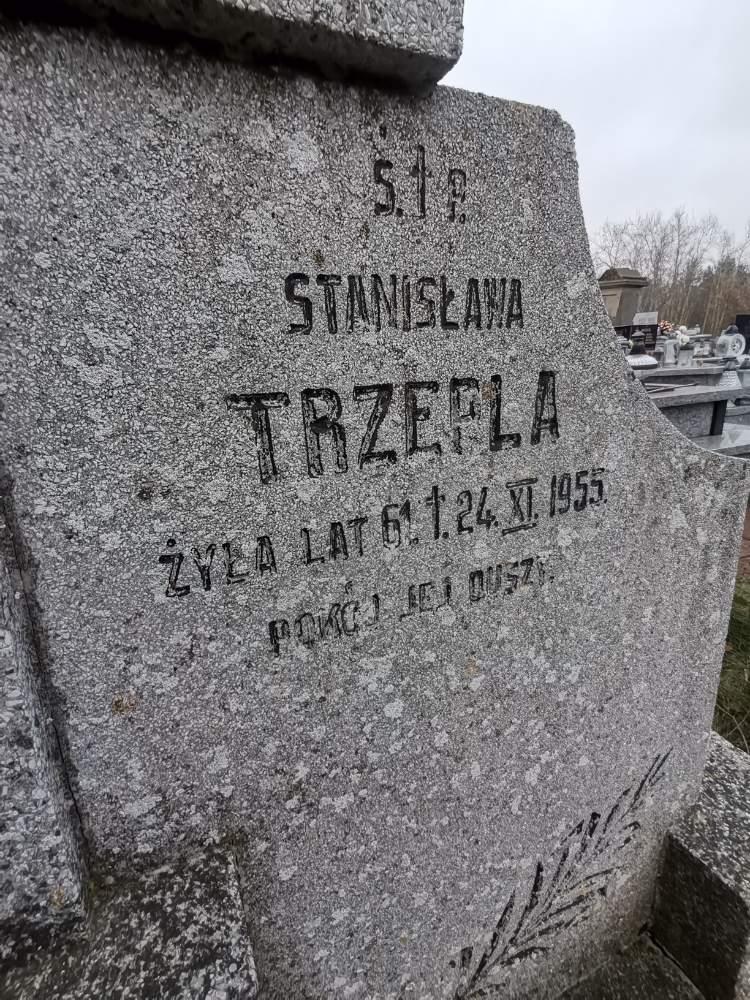 Ś. † P.
STANISŁAWA
TRZEPLA
ŻYŁA LAT 61. †. 24. XI. 1955.
POKÓJ JEJ DUSZY.